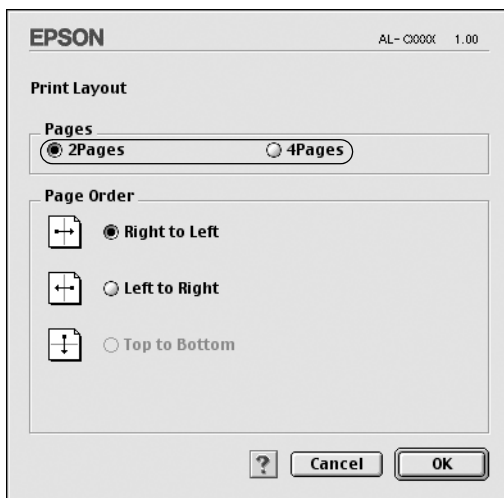 EPSON AL- 1.00
Print Layout
Pages
2Pages 4Pages
Page Order
Right to Left
Left to Right
Top to Bottom
? Cancel OK